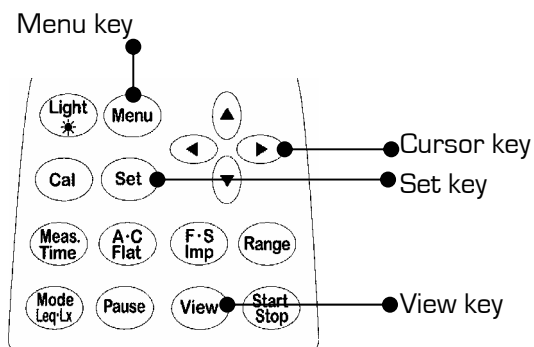 Menu key
Light
Menu
Cursor key
Cal
Set
Set key
Meas.
Time
A·C
Flat
F·S
Imp
Range
Mode
Leq·Lx
Pause
View
Start
Stop
View key